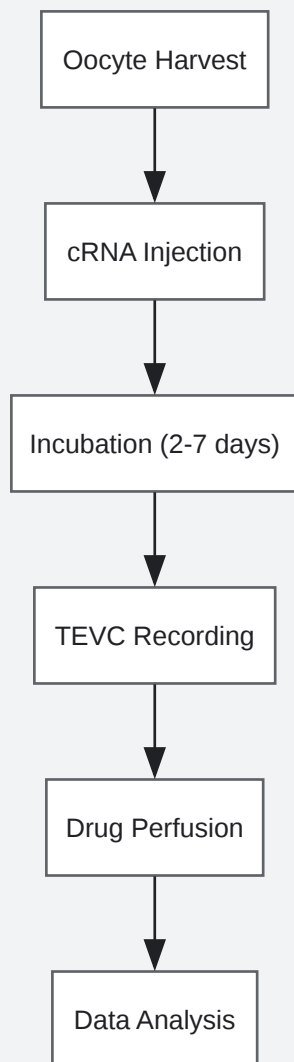 Oocyte Harvest
cRNA Injection
Incubation (2-7 days)
TEVC Recording
Drug Perfusion
Data Analysis